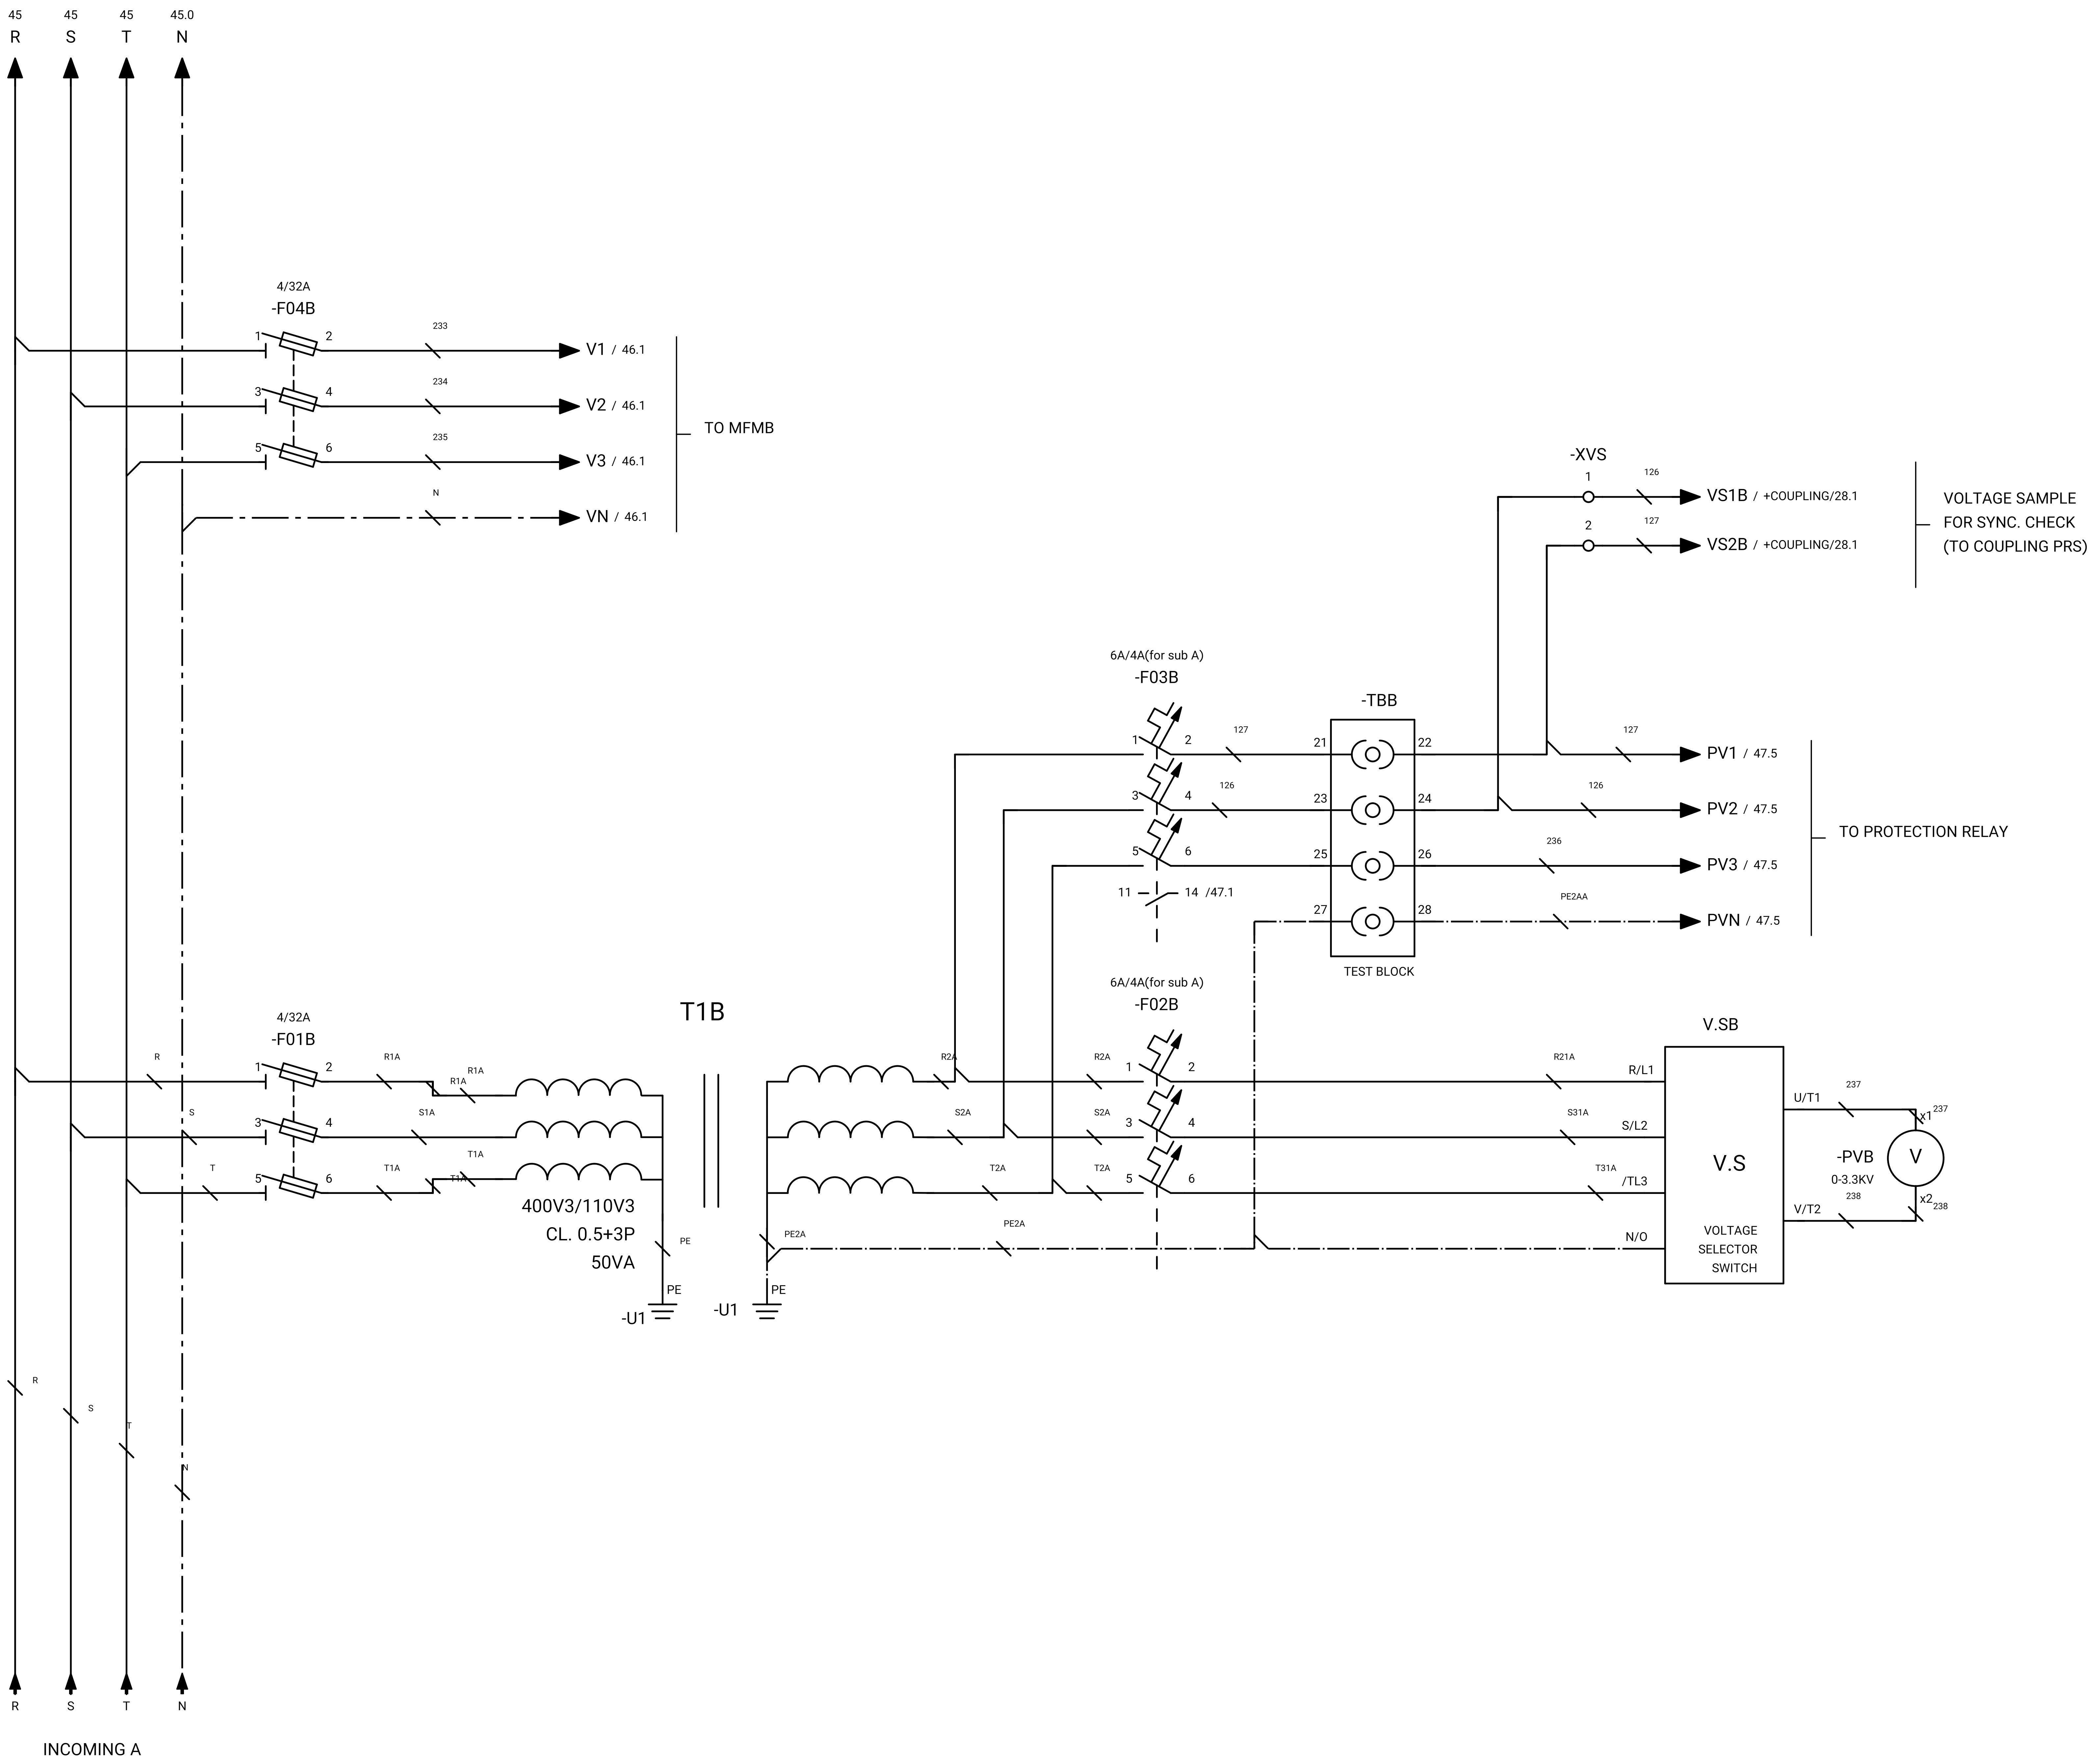 45 45 45 45.0
R S T N
4/32A
-F04B
1 2 233 V1 / 46.1
3 4 234 V2 / 46.1
TO MFMB
5 6 235 V3 / 46.1
N VN / 46.1
-XVS
1 126 VS1B / +COUPLING/28.1
2 127 VS2B / +COUPLING/28.1
VOLTAGE SAMPLE
FOR SYNC. CHECK
(TO COUPLING PRS)
6A/4A(for sub A)
-F03B
-TBB
1 2 127 21 22 127 PV1 / 47.5
3 4 126 23 24 126 PV2 / 47.5
TO PROTECTION RELAY
5 6 25 26 236 PV3 / 47.5
11 14 /47.1
27 28 PE2AA PVN / 47.5
TEST BLOCK
6A/4A(for sub A)
-F02B
4/32A
-F01B
T1B
V.SB
R 1 2 R1A R1A R1A R2A R2A 1 2 R21A R/L1
S 3 4 S1A S2A S2A 3 4 S31A S/L2
T 5 6 T1A T1A T1A T2A T2A 5 6 T31A /TL3
400V3/110V3
CL. 0.5+3P
50VA
PE PE2A PE2A N/O
PE PE
-U1 -U1
V.S
VOLTAGE
SELECTOR
SWITCH
U/T1 237 x1 237
-PVB V
0-3.3KV
V/T2 238 x2 238
R
S
T
N
R S T N
INCOMING A